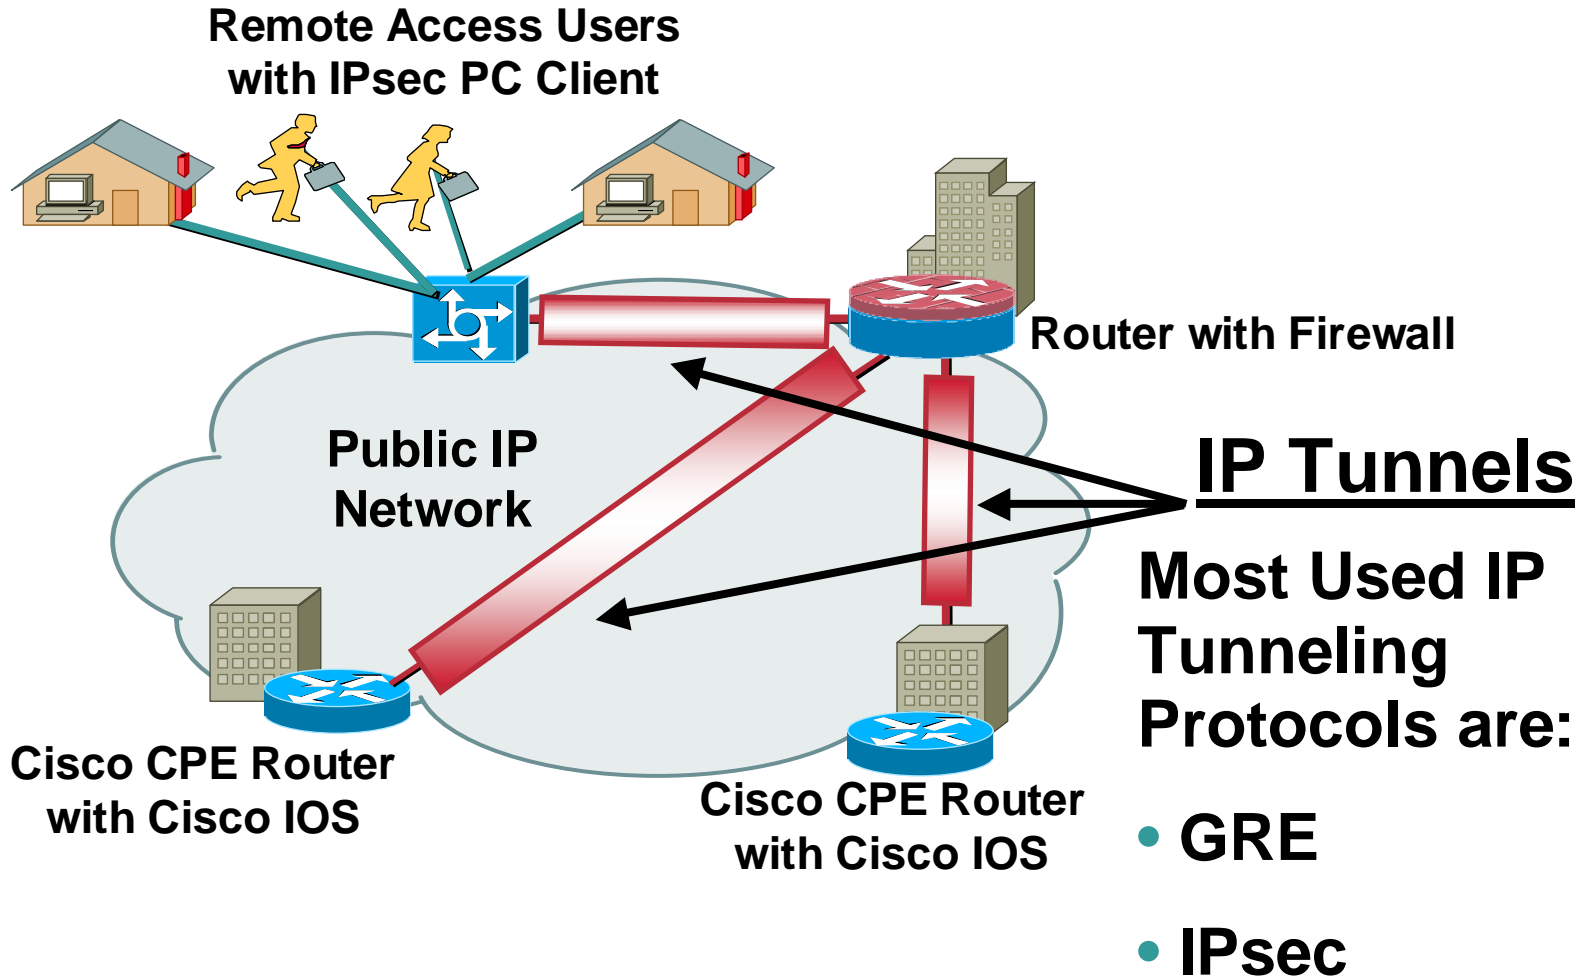 Remote Access Users
with IPsec PC Client
Router with Firewall
Public IP
Network
IP Tunnels
Most Used IP
Tunneling
Protocols are:
• GRE
• IPsec
Cisco CPE Router
with Cisco IOS
Cisco CPE Router
with Cisco IOS